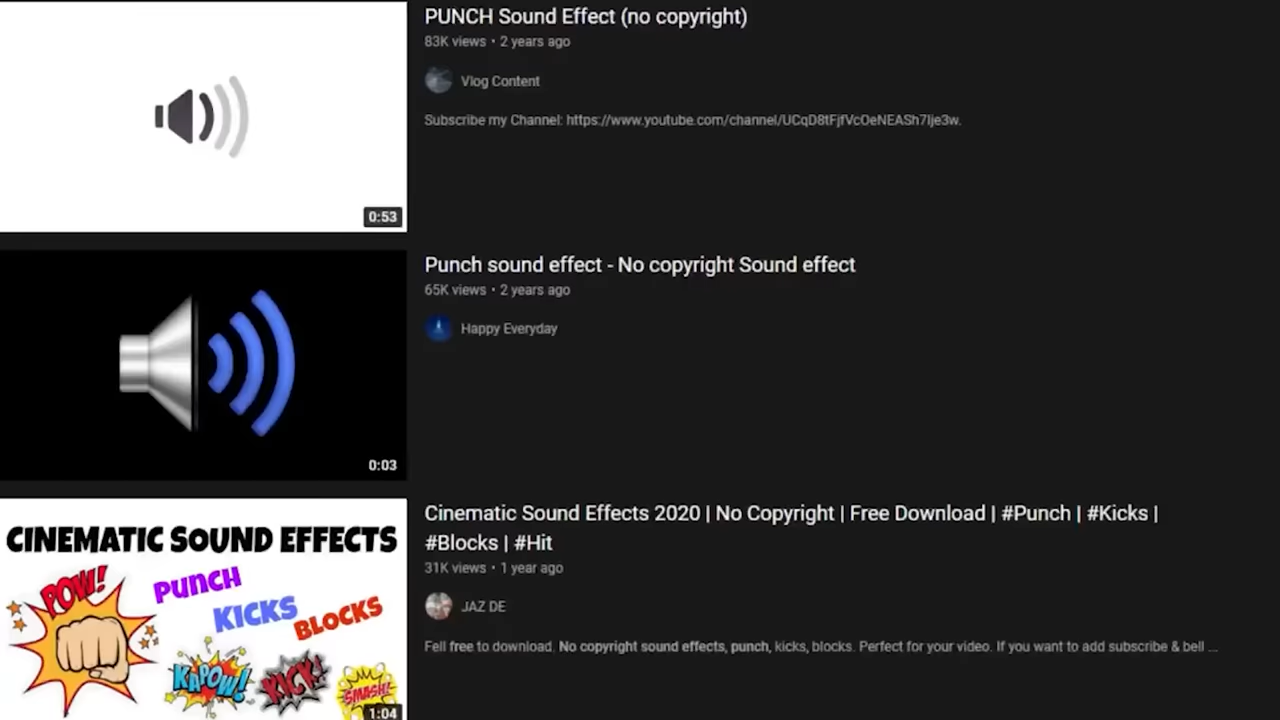 PUNCH Sound Effect (no copyright)
83K views • 2 years ago
Vlog Content
Subscribe my Channel: https://www.youtube.com/channel/UCqD8tFjfVcOeNEASh7Ije3w.
0:53
Punch sound effect - No copyright Sound effect
65K views • 2 years ago
Happy Everyday
0:03
Cinematic Sound Effects 2020 | No Copyright | Free Download | #Punch | #Kicks |
#Blocks | #Hit
31K views • 1 year ago
JAZ DE
Fell free to download. No copyright sound effects, punch, kicks, blocks. Perfect for your video. If you want to add subscribe & bell ...
CINEMATIC SOUND EFFECTS
POW!
PUNCH
KICKS
BLOCKS
KAPOW!
KICK!
SMASH!
1:04